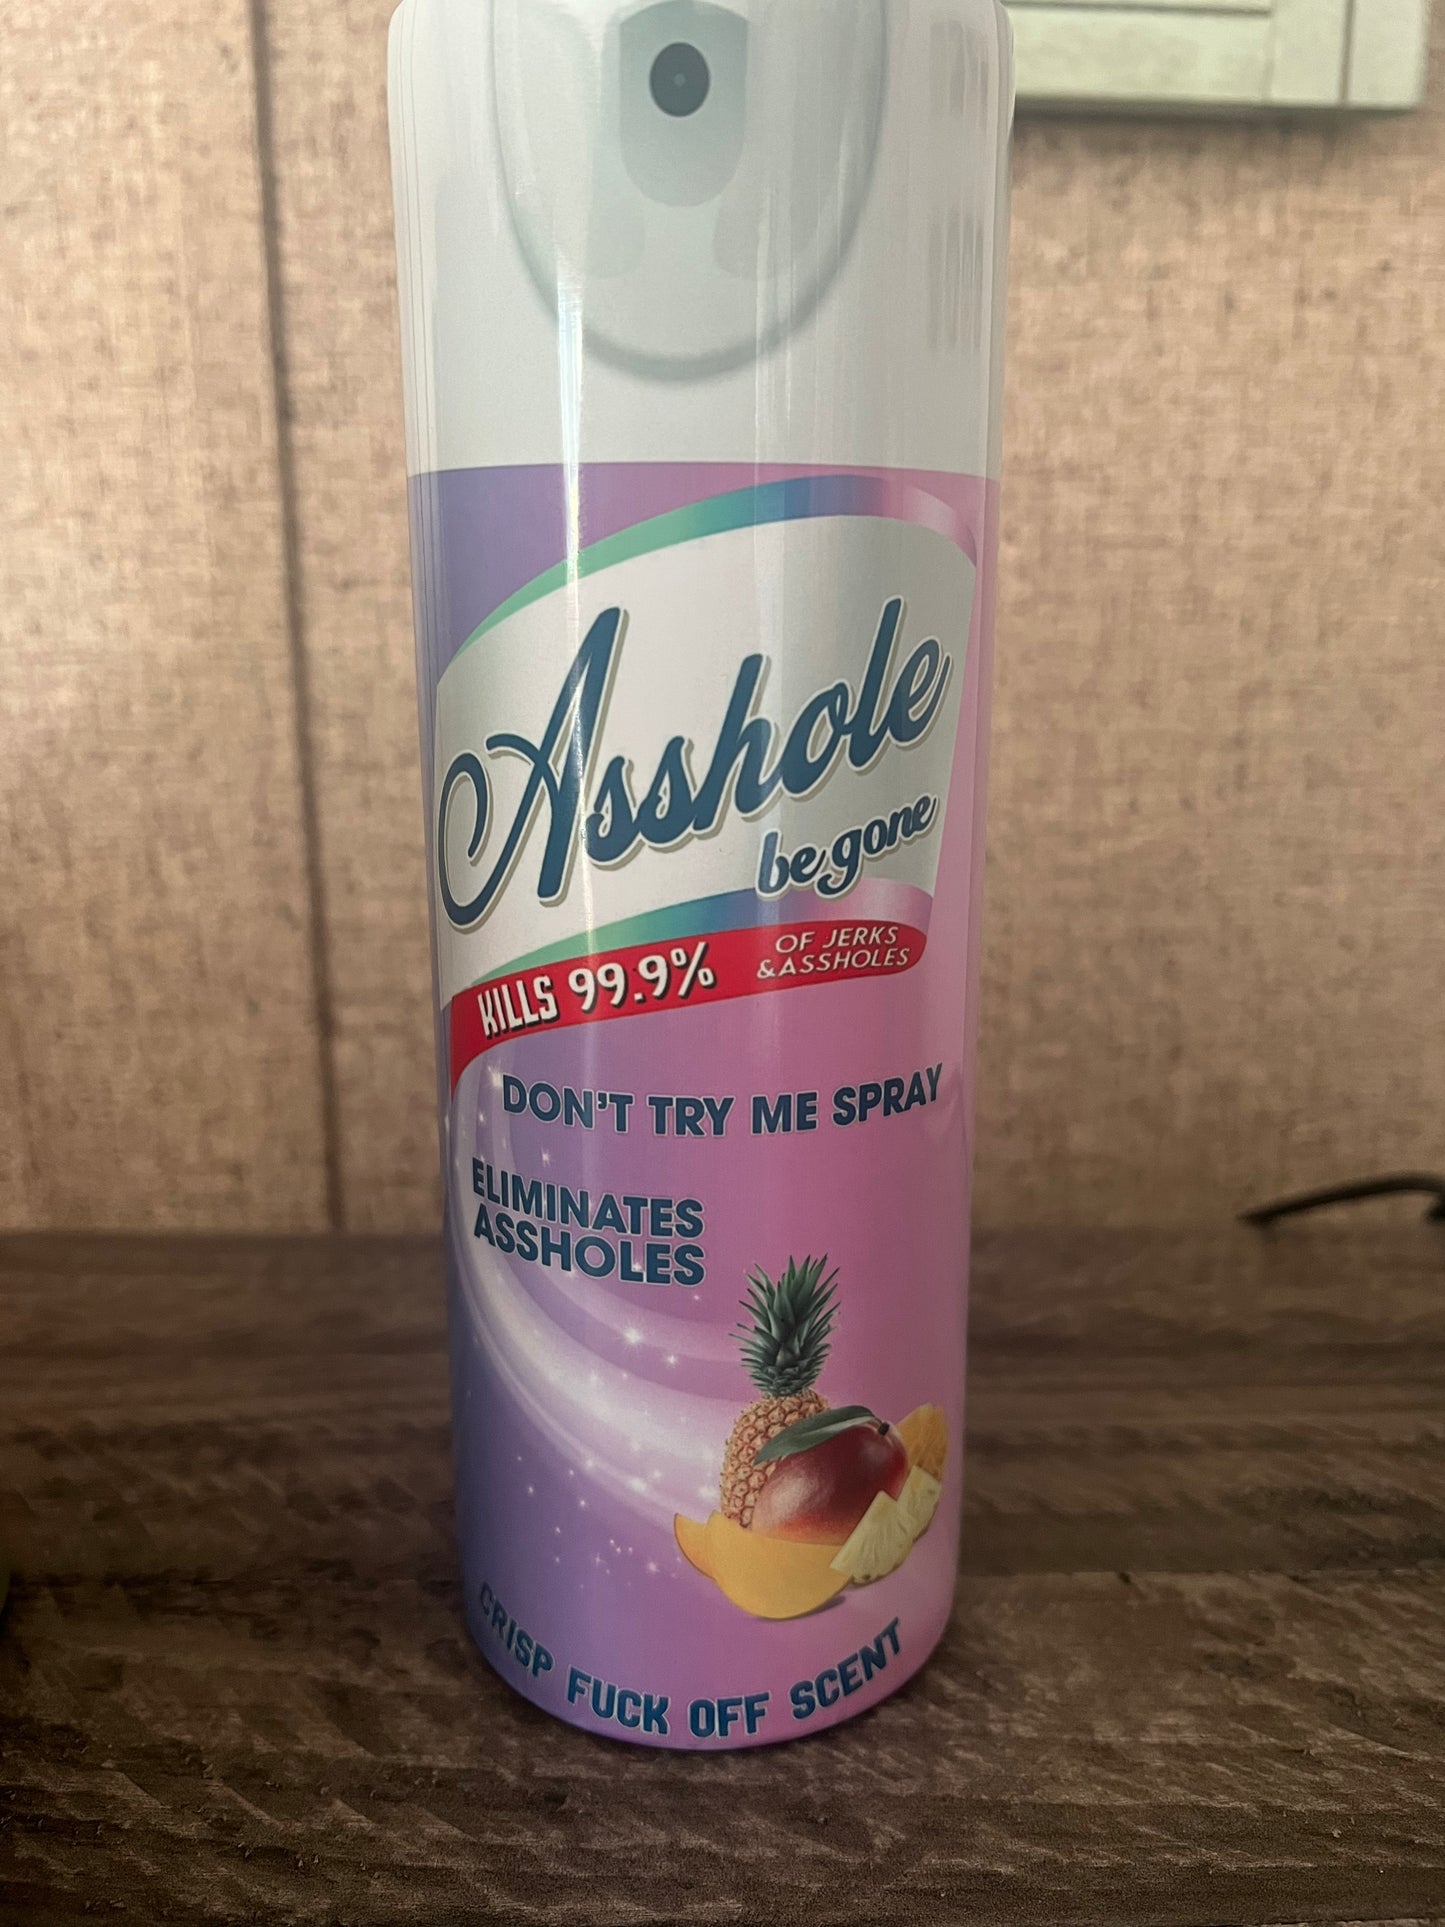 Asshole
be gone
KILLS 99.9%
OF JERKS
&ASSHOLES
DON'T TRY ME SPRAY
ELIMINATES
ASSHOLES
CRISP FUCK OFF SCENT